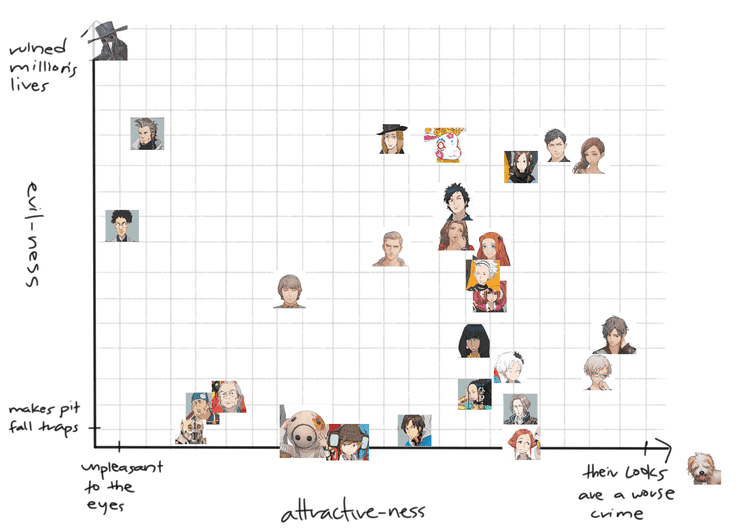 ruined
million's
lives
evil-ness
makes pit
fall traps
unpleasant
to the
eyes
attractive-ness
their looks
are a worse
crime